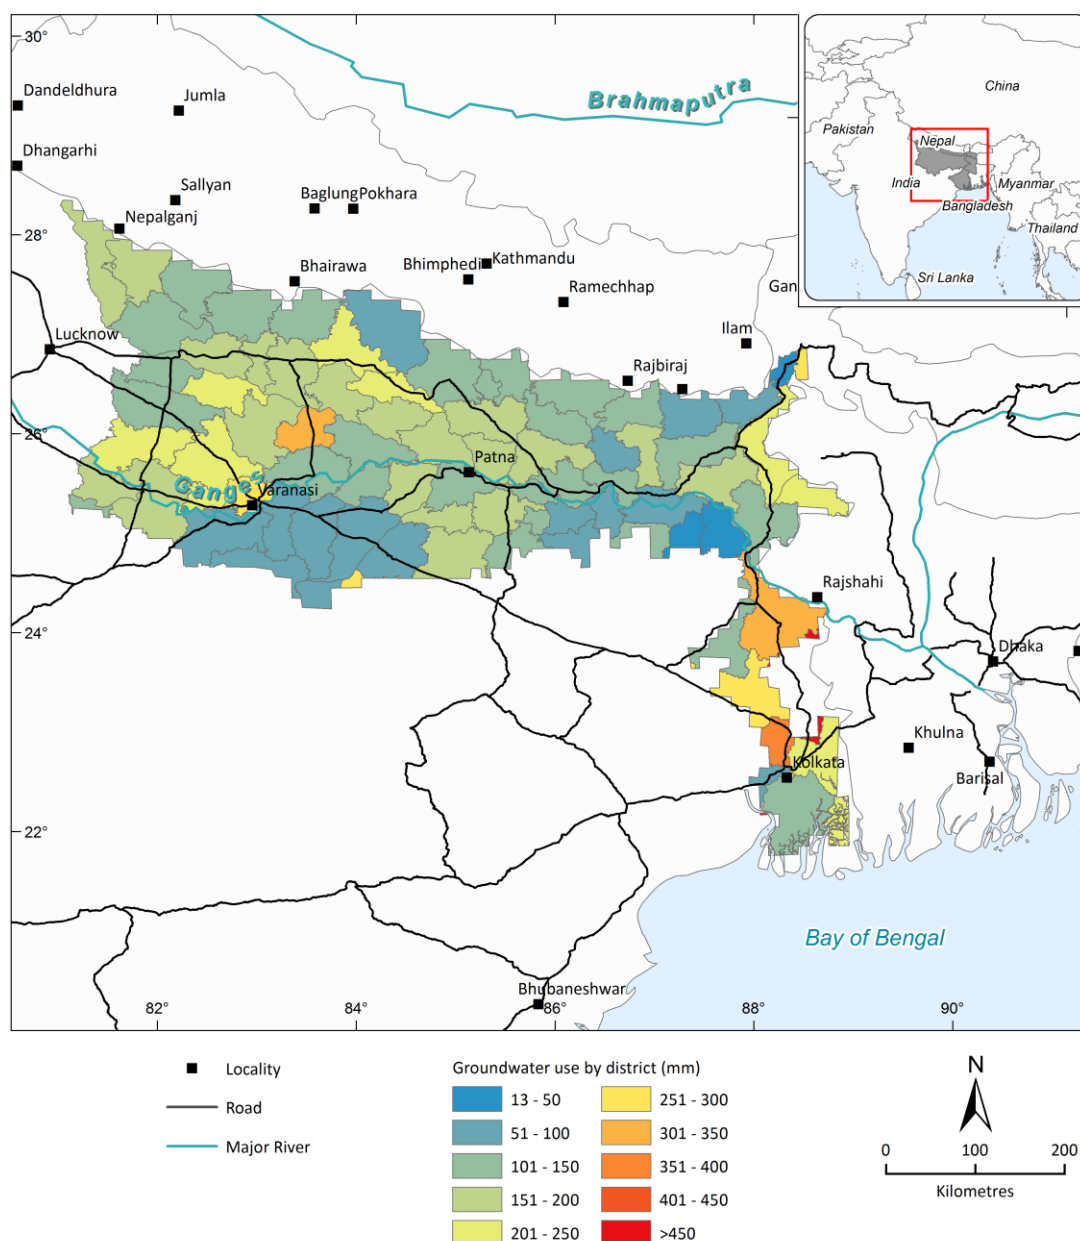 30°
Dandeldhura
Jumla
Brahmaputra
China
Pakistan
Nepal
India
Myanmar
Bangladesh
Thailand
Sri Lanka
Dhangarhi
Sallyan
Baglung
Pokhara
28°
Nepalganj
Bhairawa
Bhimphedi
Kathmandu
Ramechhap
Gan
Lucknow
Ilam
Rajbiraj
26°
Patna
Ganges
Varanasi
Rajshahi
24°
Dhaka
Khulna
Kolkata
Barisal
22°
Bay of Bengal
Bhubaneshwar
82°
84°
86°
88°
90°
Locality
Road
Major River
Groundwater use by district (mm)
13 - 50
51 - 100
101 - 150
151 - 200
201 - 250
251 - 300
301 - 350
351 - 400
401 - 450
>450
N
0 100 200
Kilometres